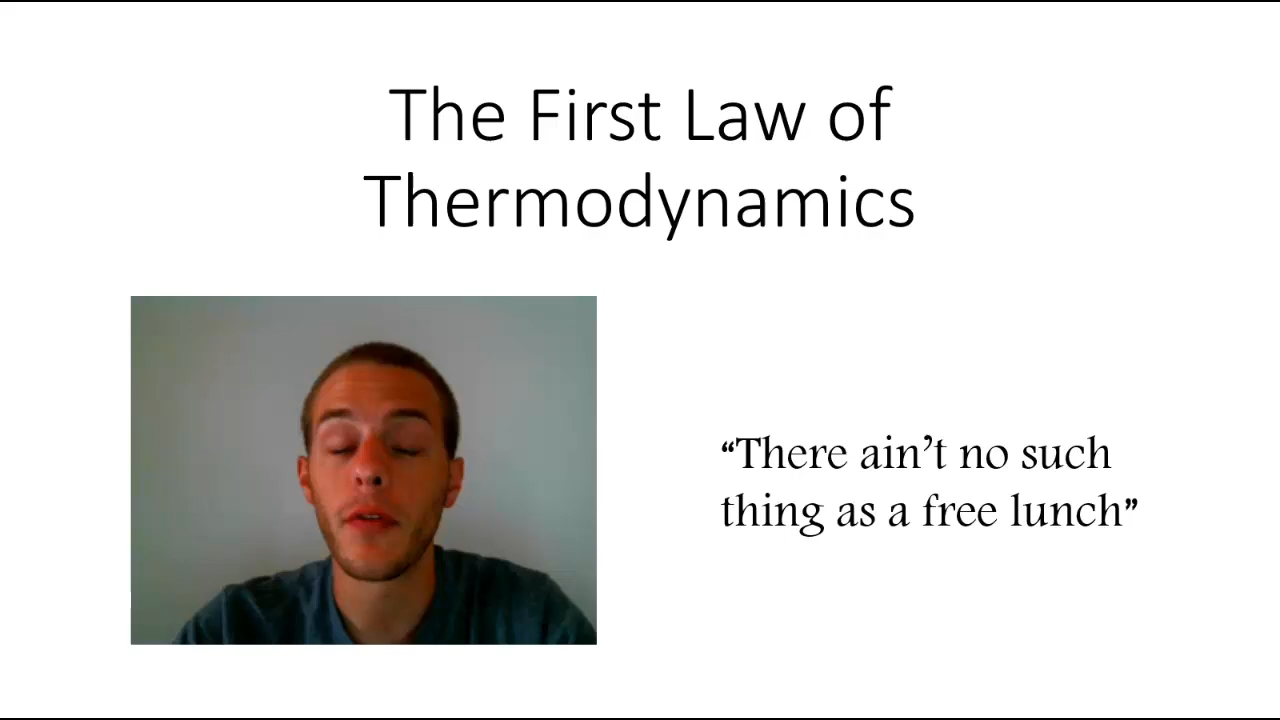 The First Law of
Thermodynamics
“There ain’t no such
thing as a free lunch”